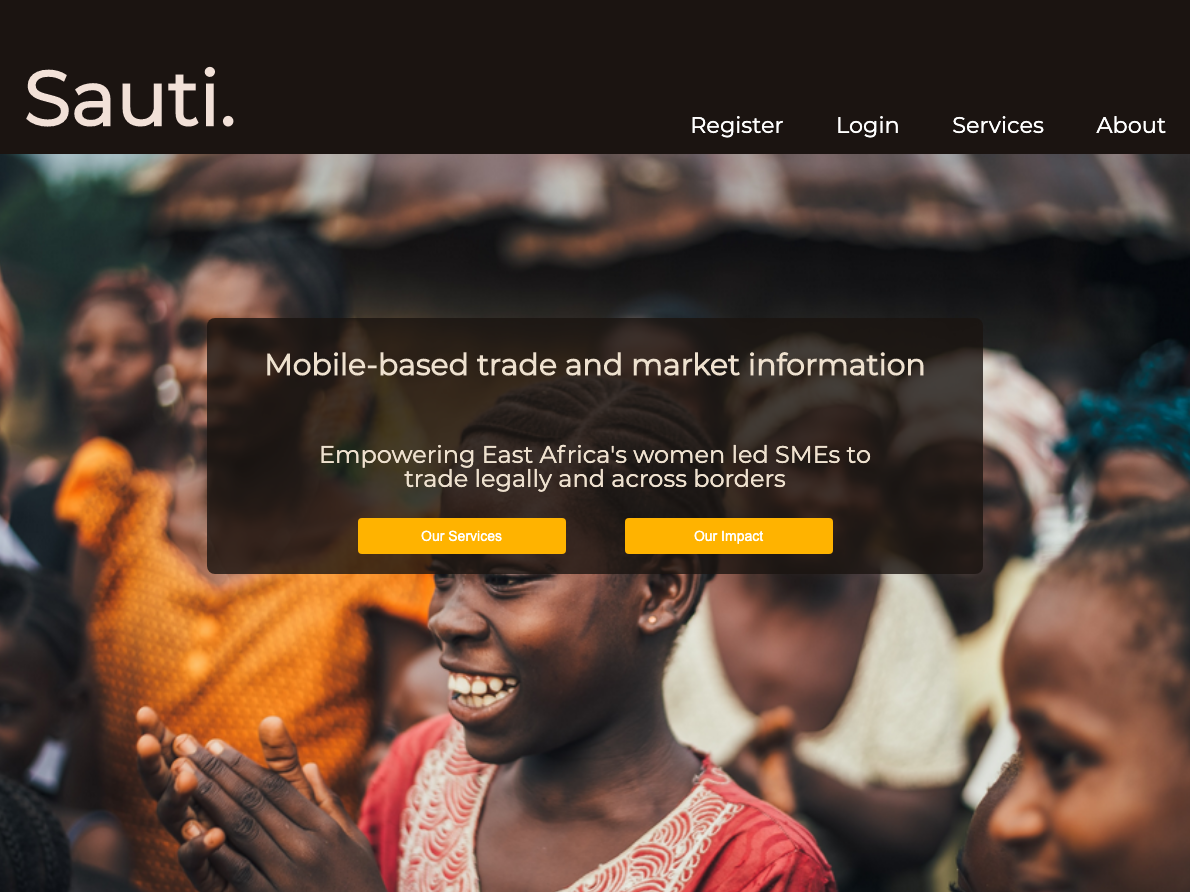 Sauti.
Register Login Services About
Mobile-based trade and market information
Empowering East Africa's women led SMEs to
trade legally and across borders
Our Services Our Impact